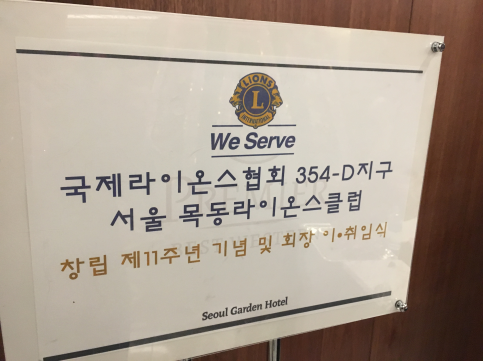 LIONS
L
INTERNATIONAL
We Serve
국제라이온스협회 354-D지구
서울 목동라이온스클럽
PREMIER
창립 제11주년 기념 및 회장 이•취임식
Seoul Garden Hotel